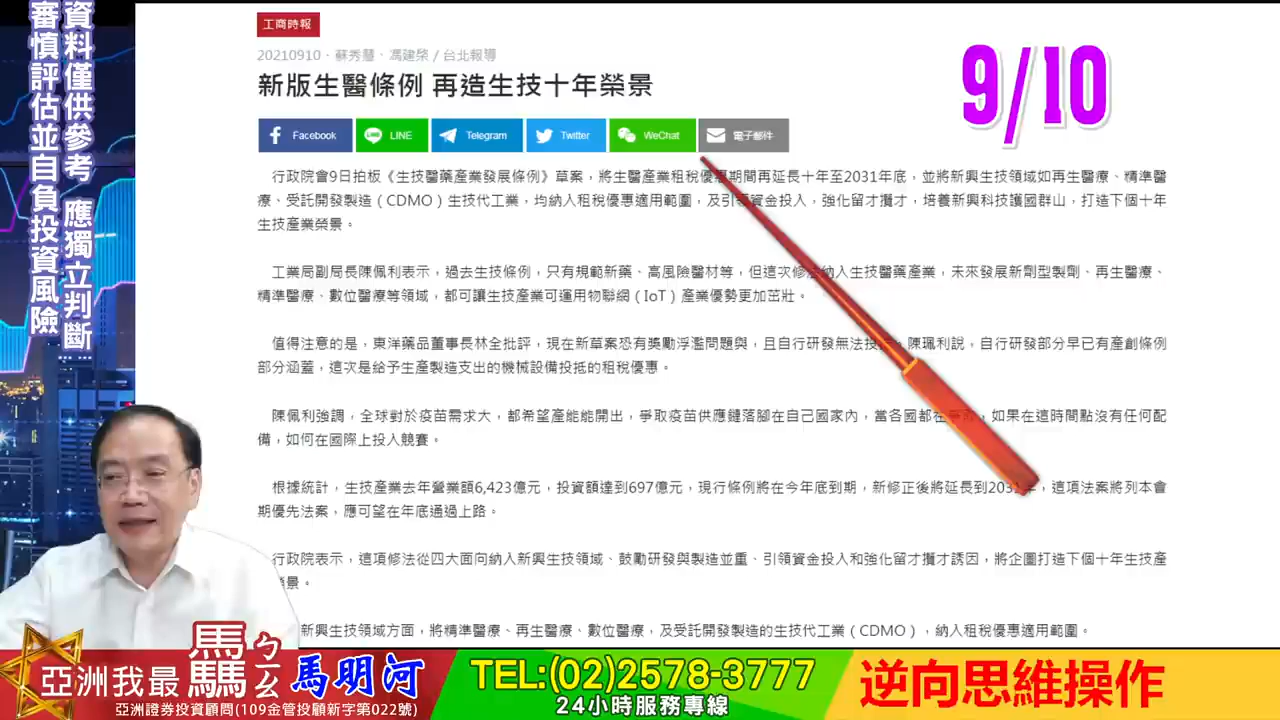 資料僅供參考 應獨立判斷
審慎評估並自負投資風險
工商時報
20210910 · 蘇秀慧、馮建棨 / 台北報導
新版生醫條例 再造生技十年榮景
9/10
Facebook
LINE
Telegram
Twitter
WeChat
電子郵件
行政院會9日拍板《生技醫藥產業發展條例》草案，將生醫產業租稅優惠期間再延長十年至2031年底，並將新興生技領域如再生醫療、精準醫
療、受託開發製造（CDMO）生技代工業，均納入租稅優惠適用範圍，及引領資金投入，強化留才攬才，培養新興科技護國群山，打造下個十年
生技產業榮景。
工業局副局長陳佩利表示，過去生技條例，只有規範新藥、高風險醫材等，但這次修法納入生技醫藥產業，未來發展新劑型製劑、再生醫療、
精準醫療、數位醫療等領域，都可讓生技產業可運用物聯網（IoT）產業優勢更加茁壯。
值得注意的是，東洋藥品董事長林全批評，現在新草案恐有獎勵浮濫問題與，且自行研發無法投 陳珮利說，自行研發部分早已有產創條例
部分涵蓋，這次是給予生產製造支出的機械設備投抵的租稅優惠。
陳佩利強調，全球對於疫苗需求大，都希望產能能開出，爭取疫苗供應鏈落腳在自己國家內，當各國都在 ，如果在這時間點沒有任何配
備，如何在國際上投入競賽。
根據統計，生技產業去年營業額6,423億元，投資額達到697億元，現行條例將在今年底到期，新修正後將延長到2031年，這項法案將列本會
期優先法案，應可望在年底通過上路。
行政院表示，這項修法從四大面向納入新興生技領域、鼓勵研發與製造並重、引領資金投入和強化留才攬才誘因，將企圖打造下個十年生技產
榮景。
新興生技領域方面，將精準醫療、再生醫療、數位醫療，及受託開發製造的生技代工業（CDMO），納入租稅優惠適用範圍。
亞洲我最馬驫ㄅㄧㄠ 馬明河
亞洲證券投資顧問(109金管投顧新字第022號)
TEL:(02)2578-3777
24小時服務專線
逆向思維操作